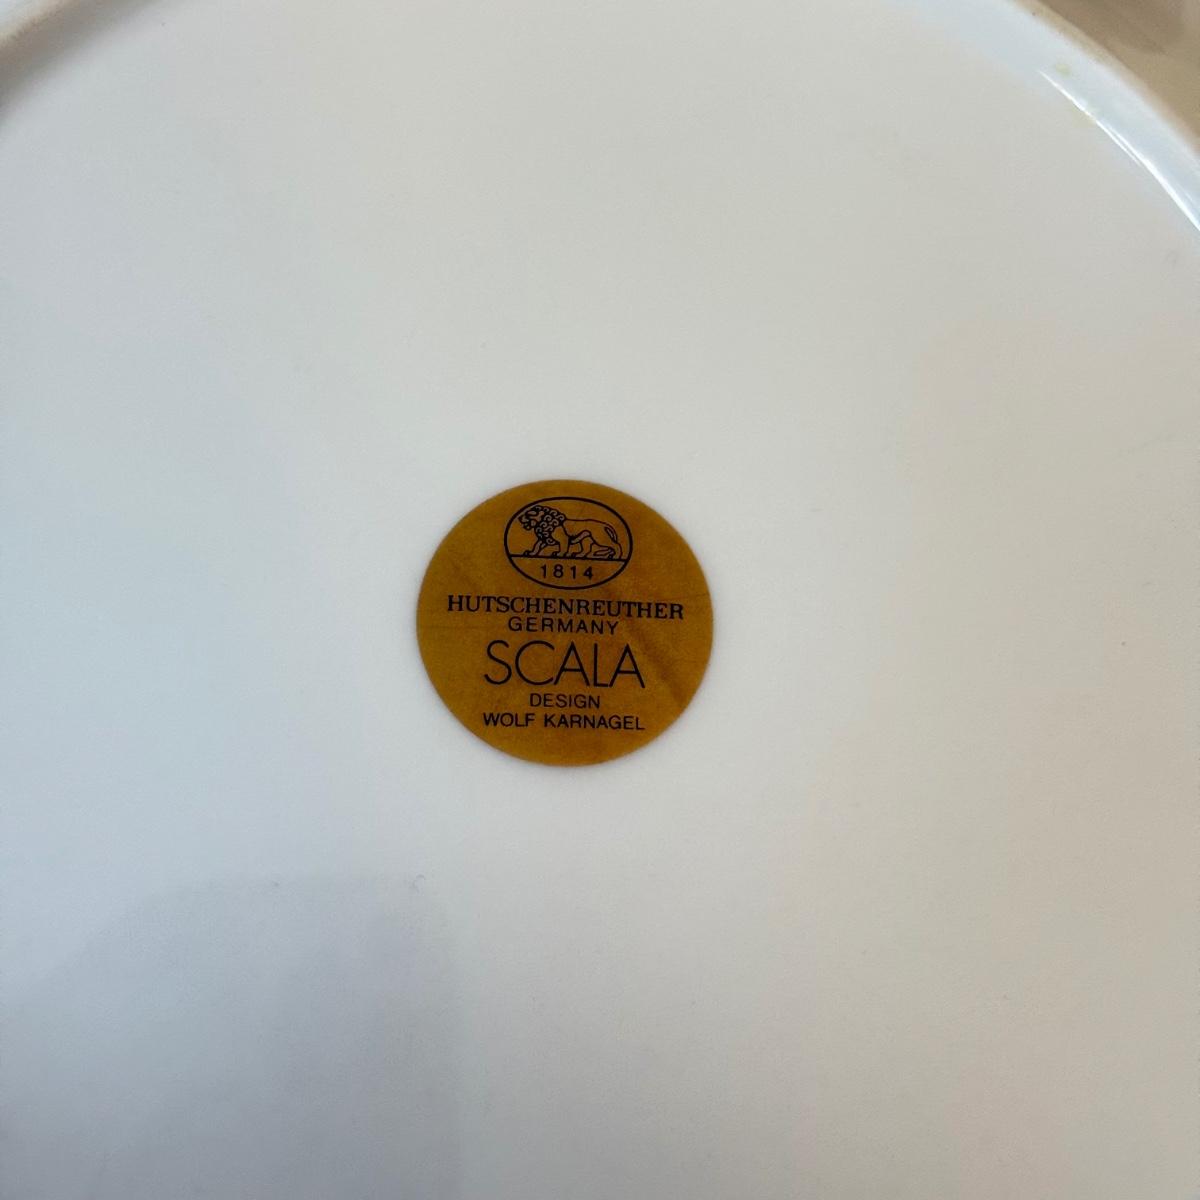 1814
HUTSCHENREUTHER
GERMANY
SCALA
DESIGN
WOLF KARNAGEL